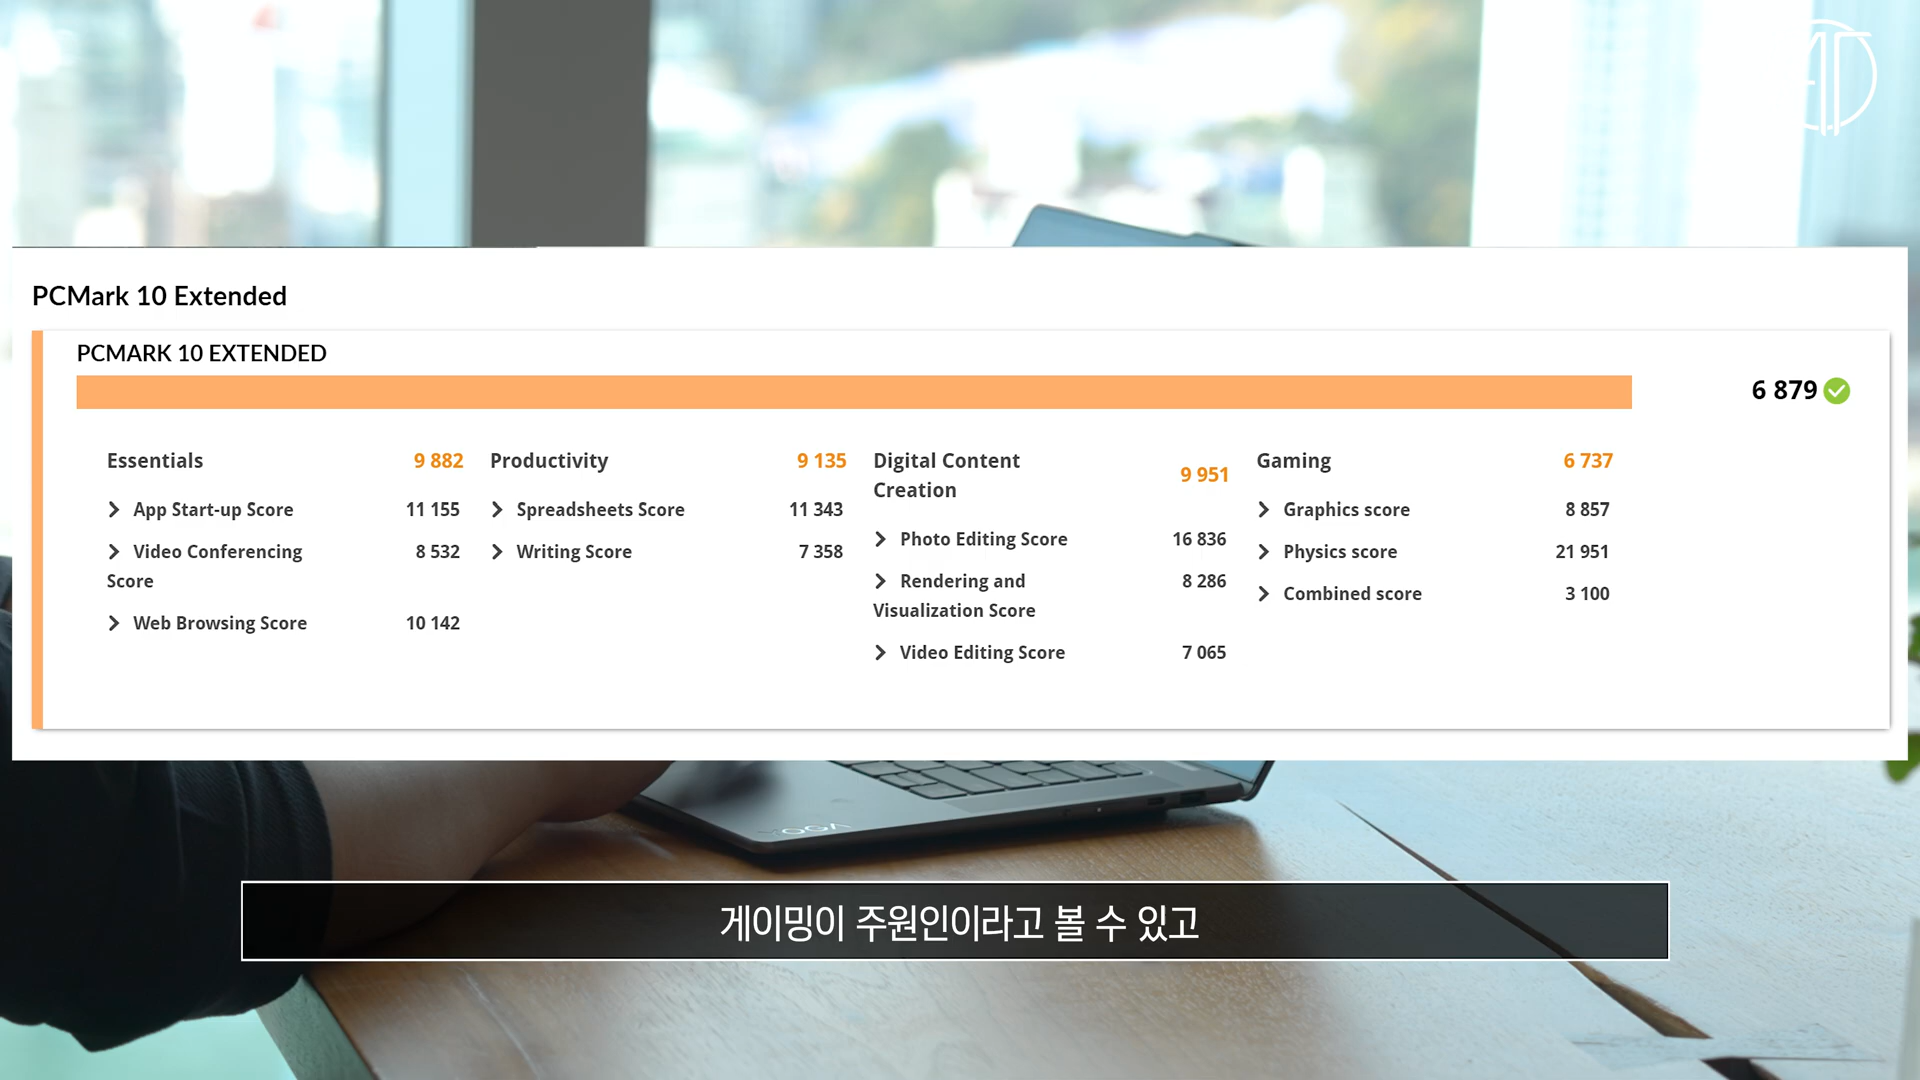 PCMark 10 Extended
PCMARK 10 EXTENDED
6 879
Essentials 9 882
App Start-up Score 11 155
Video Conferencing
Score 8 532
Web Browsing Score 10 142
Productivity 9 135
Spreadsheets Score 11 343
Writing Score 7 358
Digital Content
Creation 9 951
Photo Editing Score 16 836
Rendering and
Visualization Score 8 286
Video Editing Score 7 065
Gaming 6 737
Graphics score 8 857
Physics score 21 951
Combined score 3 100
YOGA
게이밍이 주원인이라고 볼 수 있고